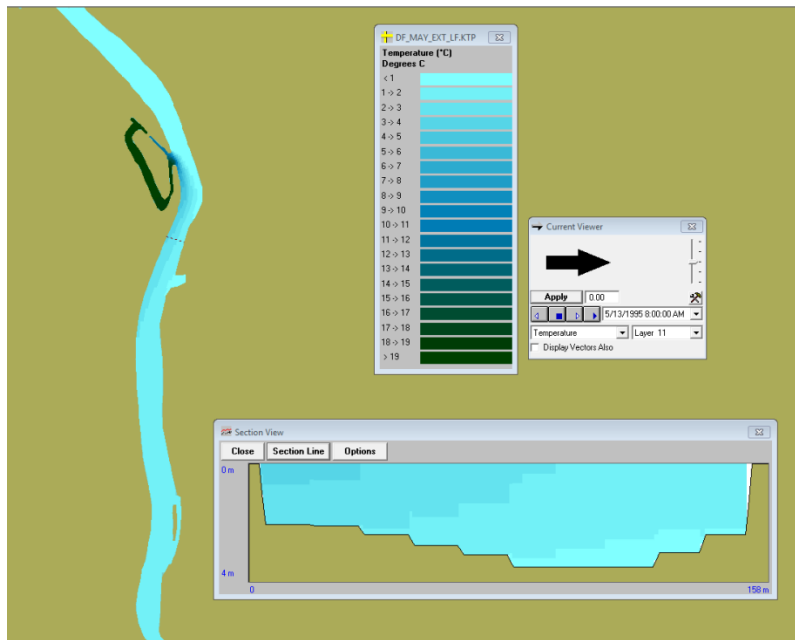 DF_MAY_EXT_LF.KTP
Temperature (°C)
Degrees C
< 1
1 -> 2
2 -> 3
3 -> 4
4 -> 5
5 -> 6
6 -> 7
7 -> 8
8 -> 9
9 -> 10
10 -> 11
11 -> 12
12 -> 13
13 -> 14
14 -> 15
15 -> 16
16 -> 17
17 -> 18
18 -> 19
> 19
Current Viewer
Apply 0.00
5/13/1995 8:00:00 AM
Temperature Layer 11
Display Vectors Also
Section View
Close Section Line Options
0 m
4 m
0 158 m